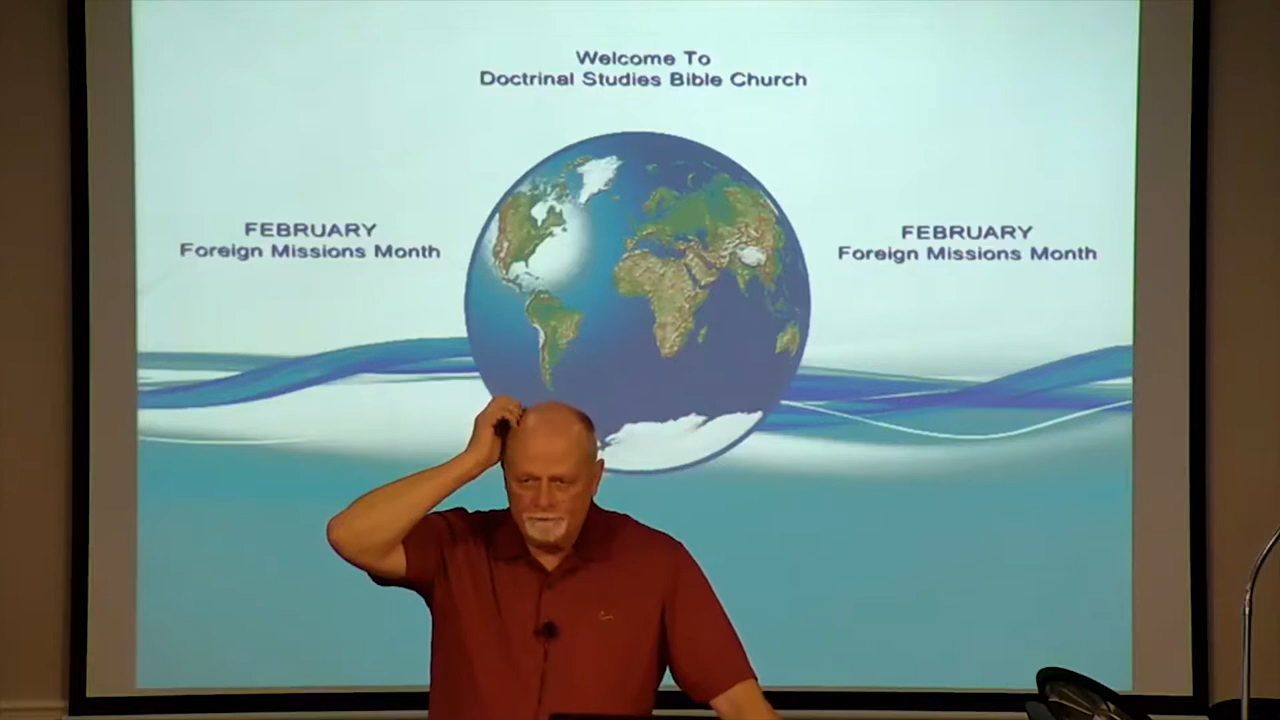 Welcome To
Doctrinal Studies Bible Church
FEBRUARY
Foreign Missions Month
FEBRUARY
Foreign Missions Month